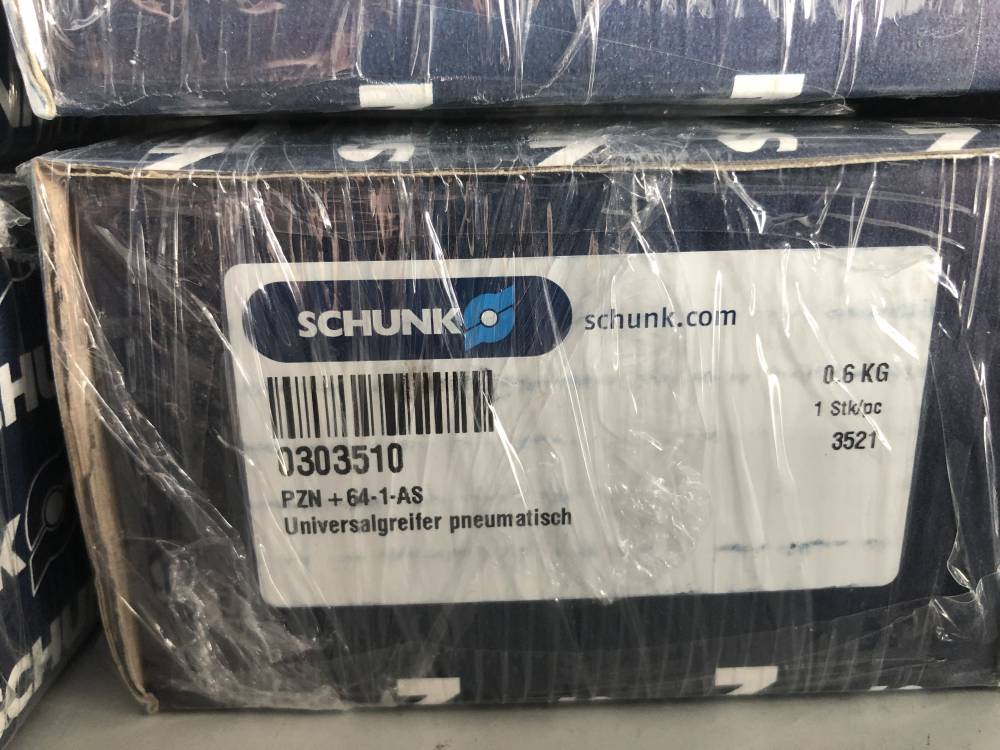 SCHUNK
schunk.com
0303510
PZN + 64-1-AS
Universalgreifer pneumatisch
0.6 KG
1 Stk/pc
3521